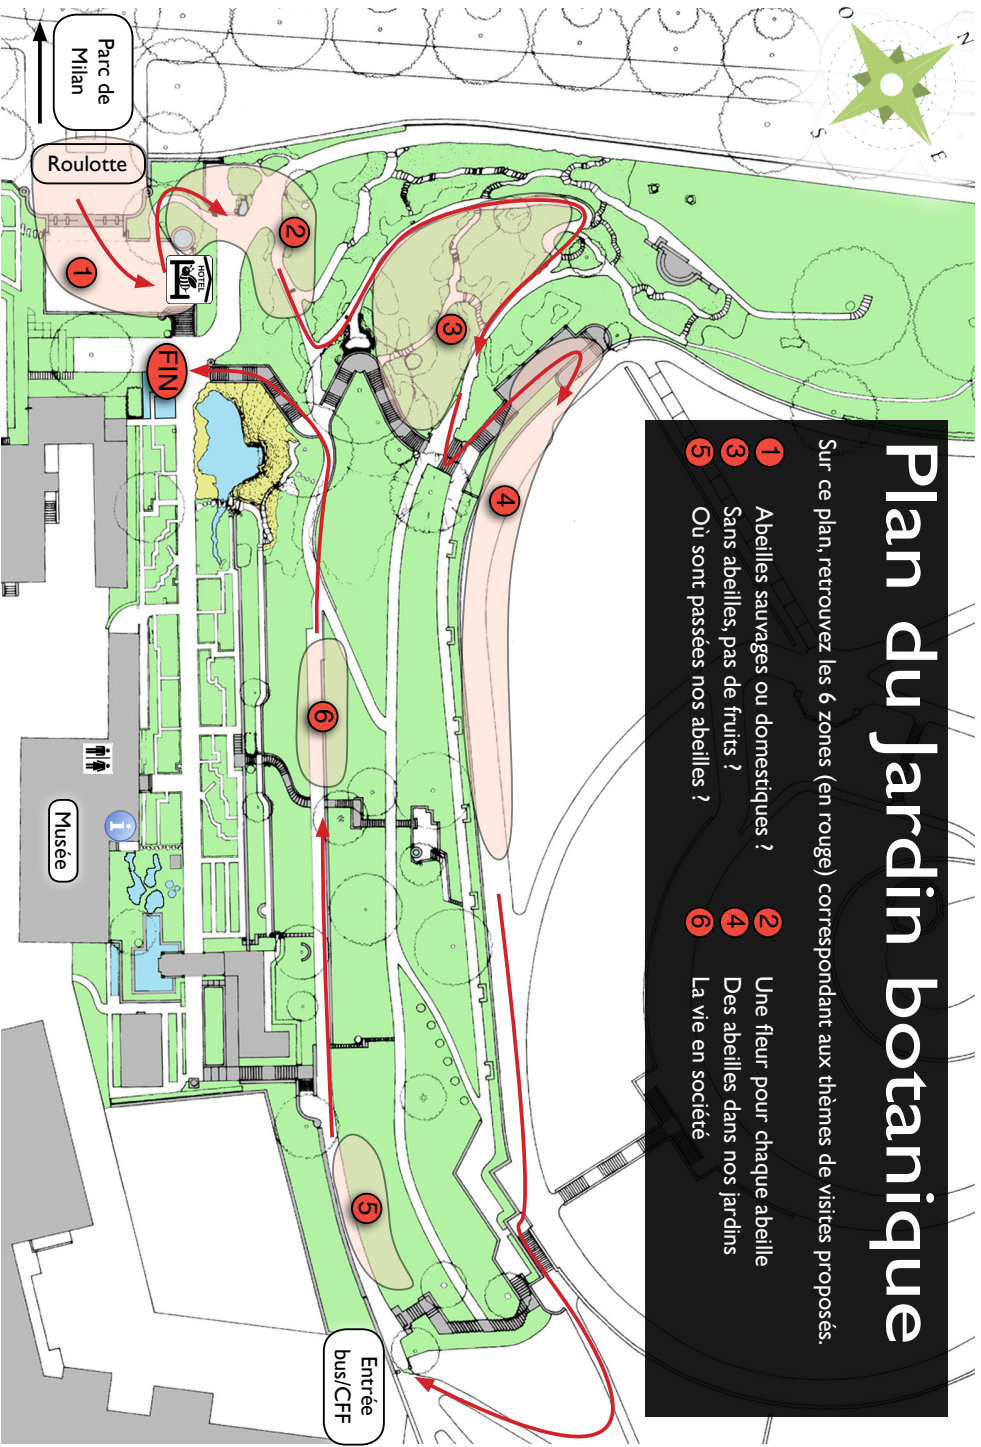 Plan du Jardin botanique
Sur ce plan, retrouvez les 6 zones (en rouge) correspondant aux thèmes de visites proposés.
1 Abeilles sauvages ou domestiques ?
2 Une fleur pour chaque abeille
3 Sans abeilles, pas de fruits ?
4 Des abeilles dans nos jardins
5 Où sont passées nos abeilles ?
6 La vie en société
N
E
S
O
Parc de
Milan
Roulotte
1
HOTEL
2
3
4
FIN
6
5
i
Musée
Entrée
bus/CFF